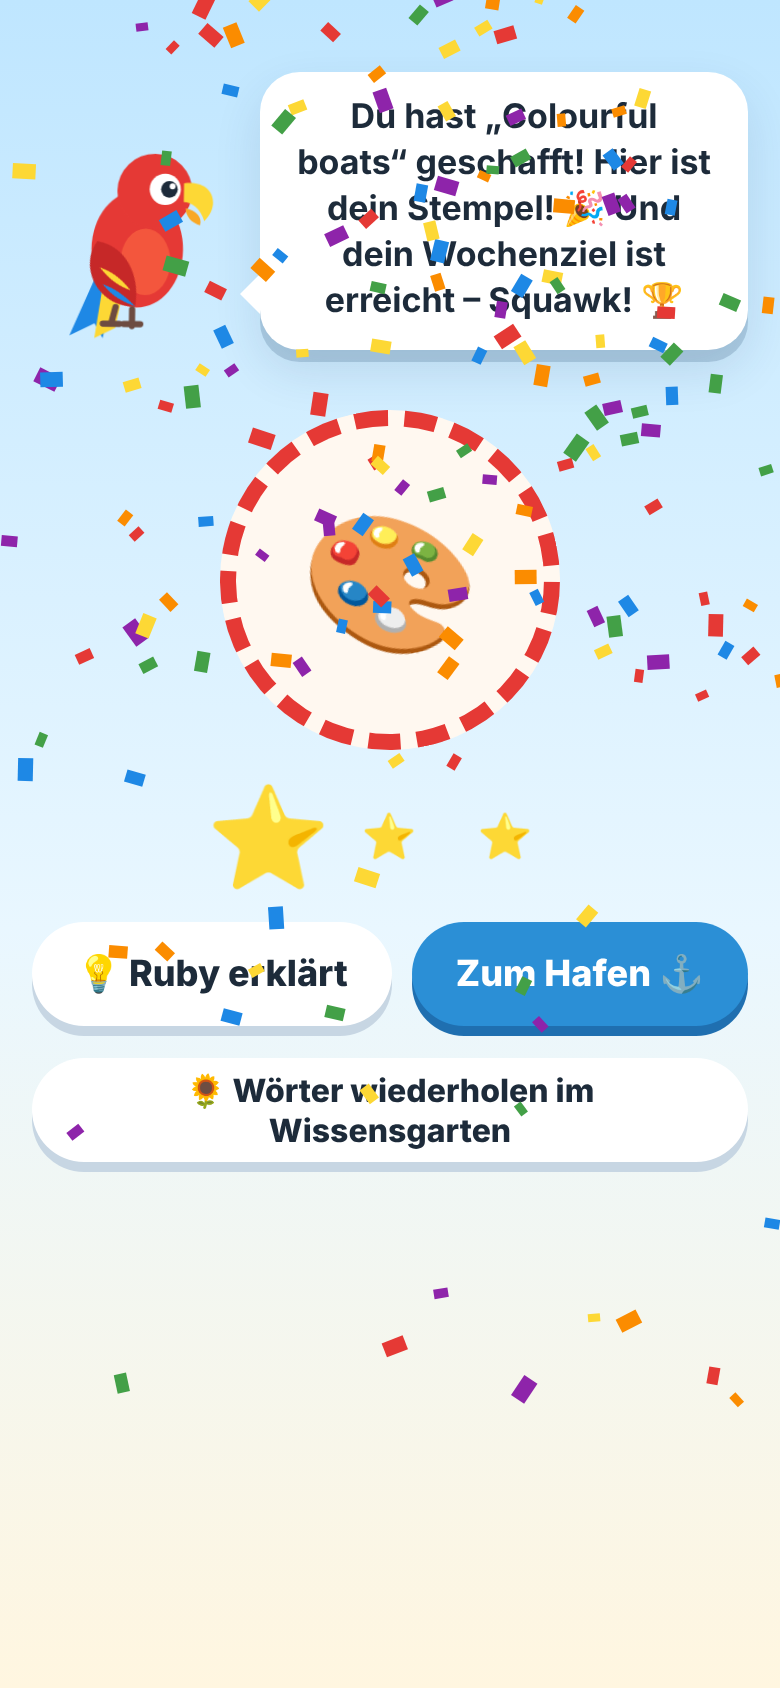 Du hast „Colourful
boats“ geschafft! Hier ist
dein Stempel! 🎉 Und
dein Wochenziel ist
erreicht – Squawk! 🏆
💡 Ruby erklärt
Zum Hafen ⚓
🌻 Wörter wiederholen im
Wissensgarten